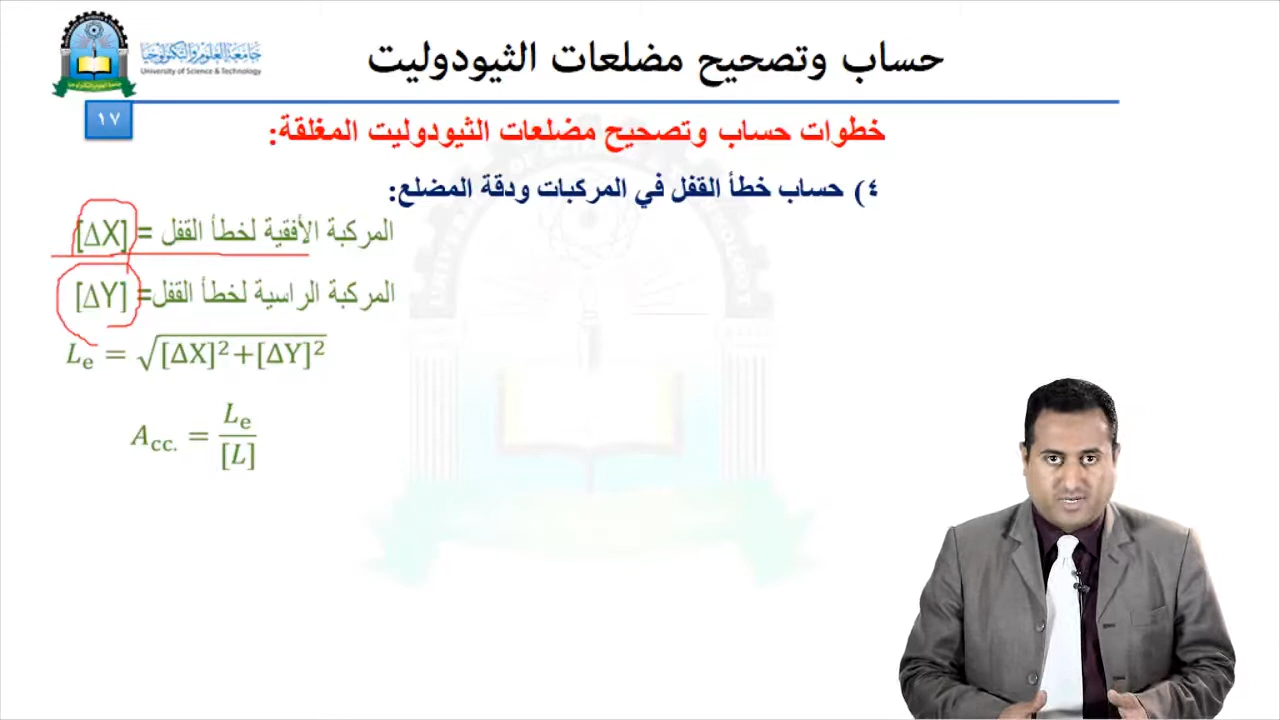 جامعة العلوم والتكنولوجيا
University of Science & Technology
حساب وتصحيح مضلعات الثيودوليت
١٧
خطوات حساب وتصحيح مضلعات الثيودوليت المغلقة:
٤) حساب خطأ القفل في المركبات ودقة المضلع:
المركبة الأفقية لخطأ القفل = [ΔX]
المركبة الراسية لخطأ القفل= [ΔY]
Lₑ = √([ΔX]²+[ΔY]²)
A_cc. = Lₑ/[L]